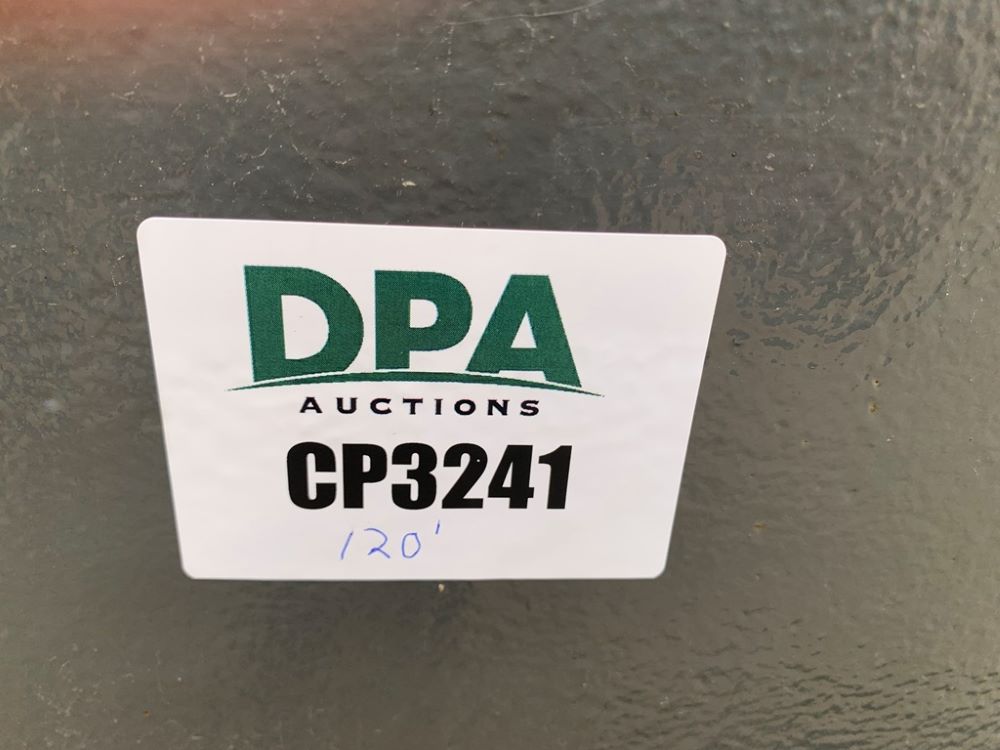 DPA
AUCTIONS
CP3241
120'